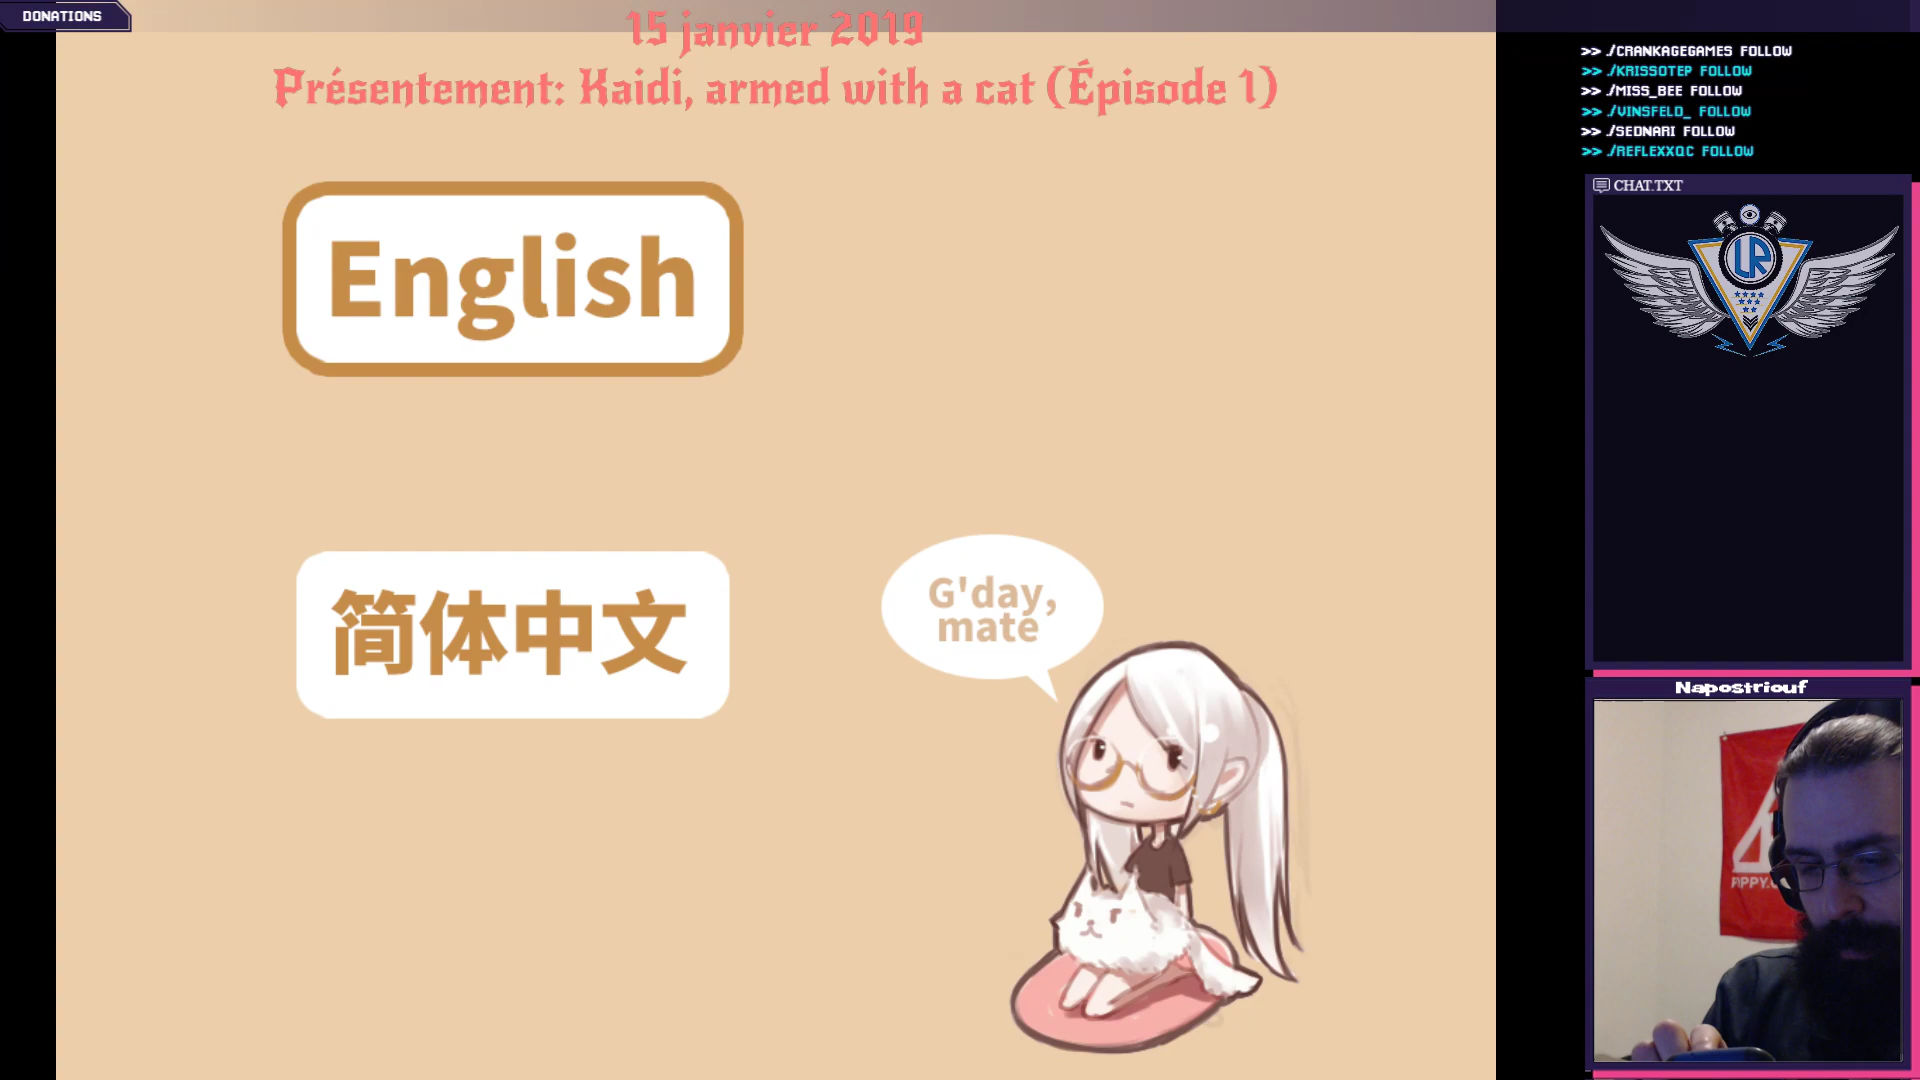 DONATIONS
15 janvier 2019
Présentement: Kaidi, armed with a cat (Épisode 1)
English
简体中文
G'day,
mate
>> ./CRANKAGEGAMES FOLLOW
>> ./KRISSOTEP FOLLOW
>> ./MISS_BEE FOLLOW
>> ./VINSFELD_ FOLLOW
>> ./SEDNARI FOLLOW
>> ./REFLEXXQC FOLLOW
CHAT.TXT
LR
Napostriouf